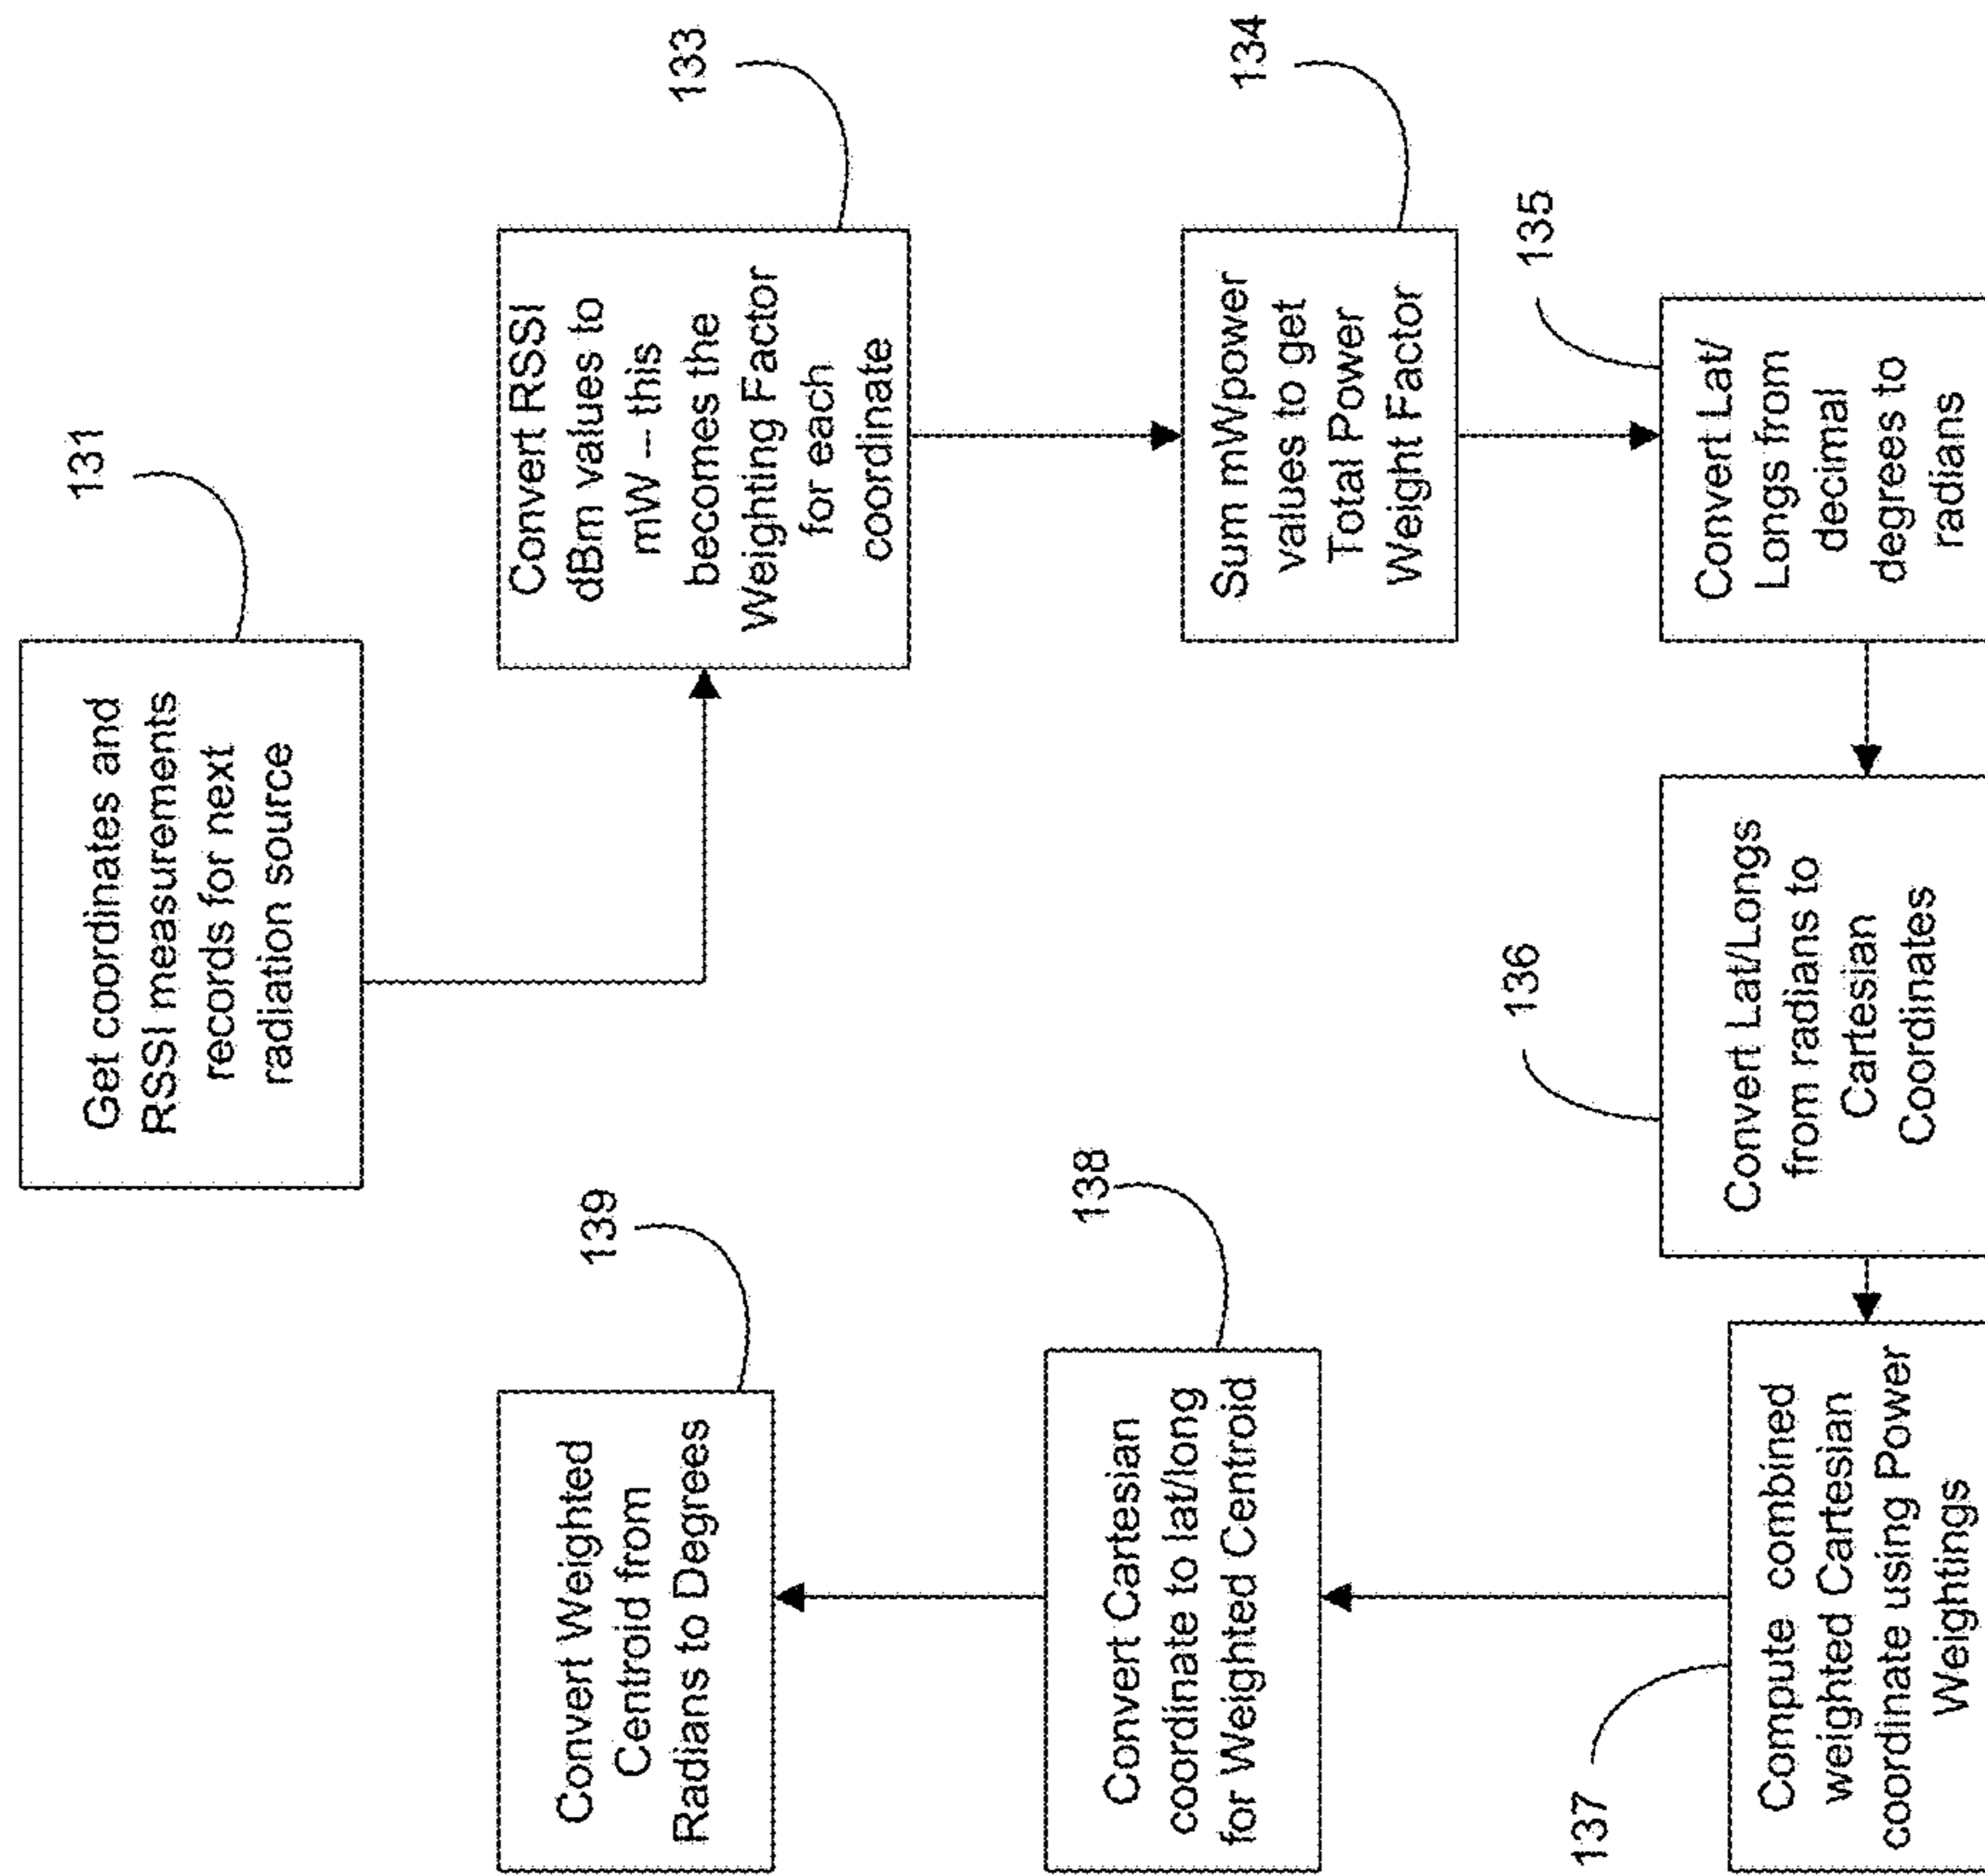 131
Get coordinates and
RSSI measurements
records for next
radiation source
133
Convert RSSI
dBm values to
mW -- this
becomes the
Weighting Factor
for each
coordinate
134
Sum mWpower
values to get
Total Power
Weight Factor
135
Convert Lat/
Longs from
decimal
degrees to
radians
136
Convert Lat/Longs
from radians to
Cartesian
Coordinates
137
Compute combined
weighted Cartesian
coordinate using Power
Weightings
138
Convert Cartesian
coordinate to lat/long
for Weighted Centroid
139
Convert Weighted
Centroid from
Radians to Degrees